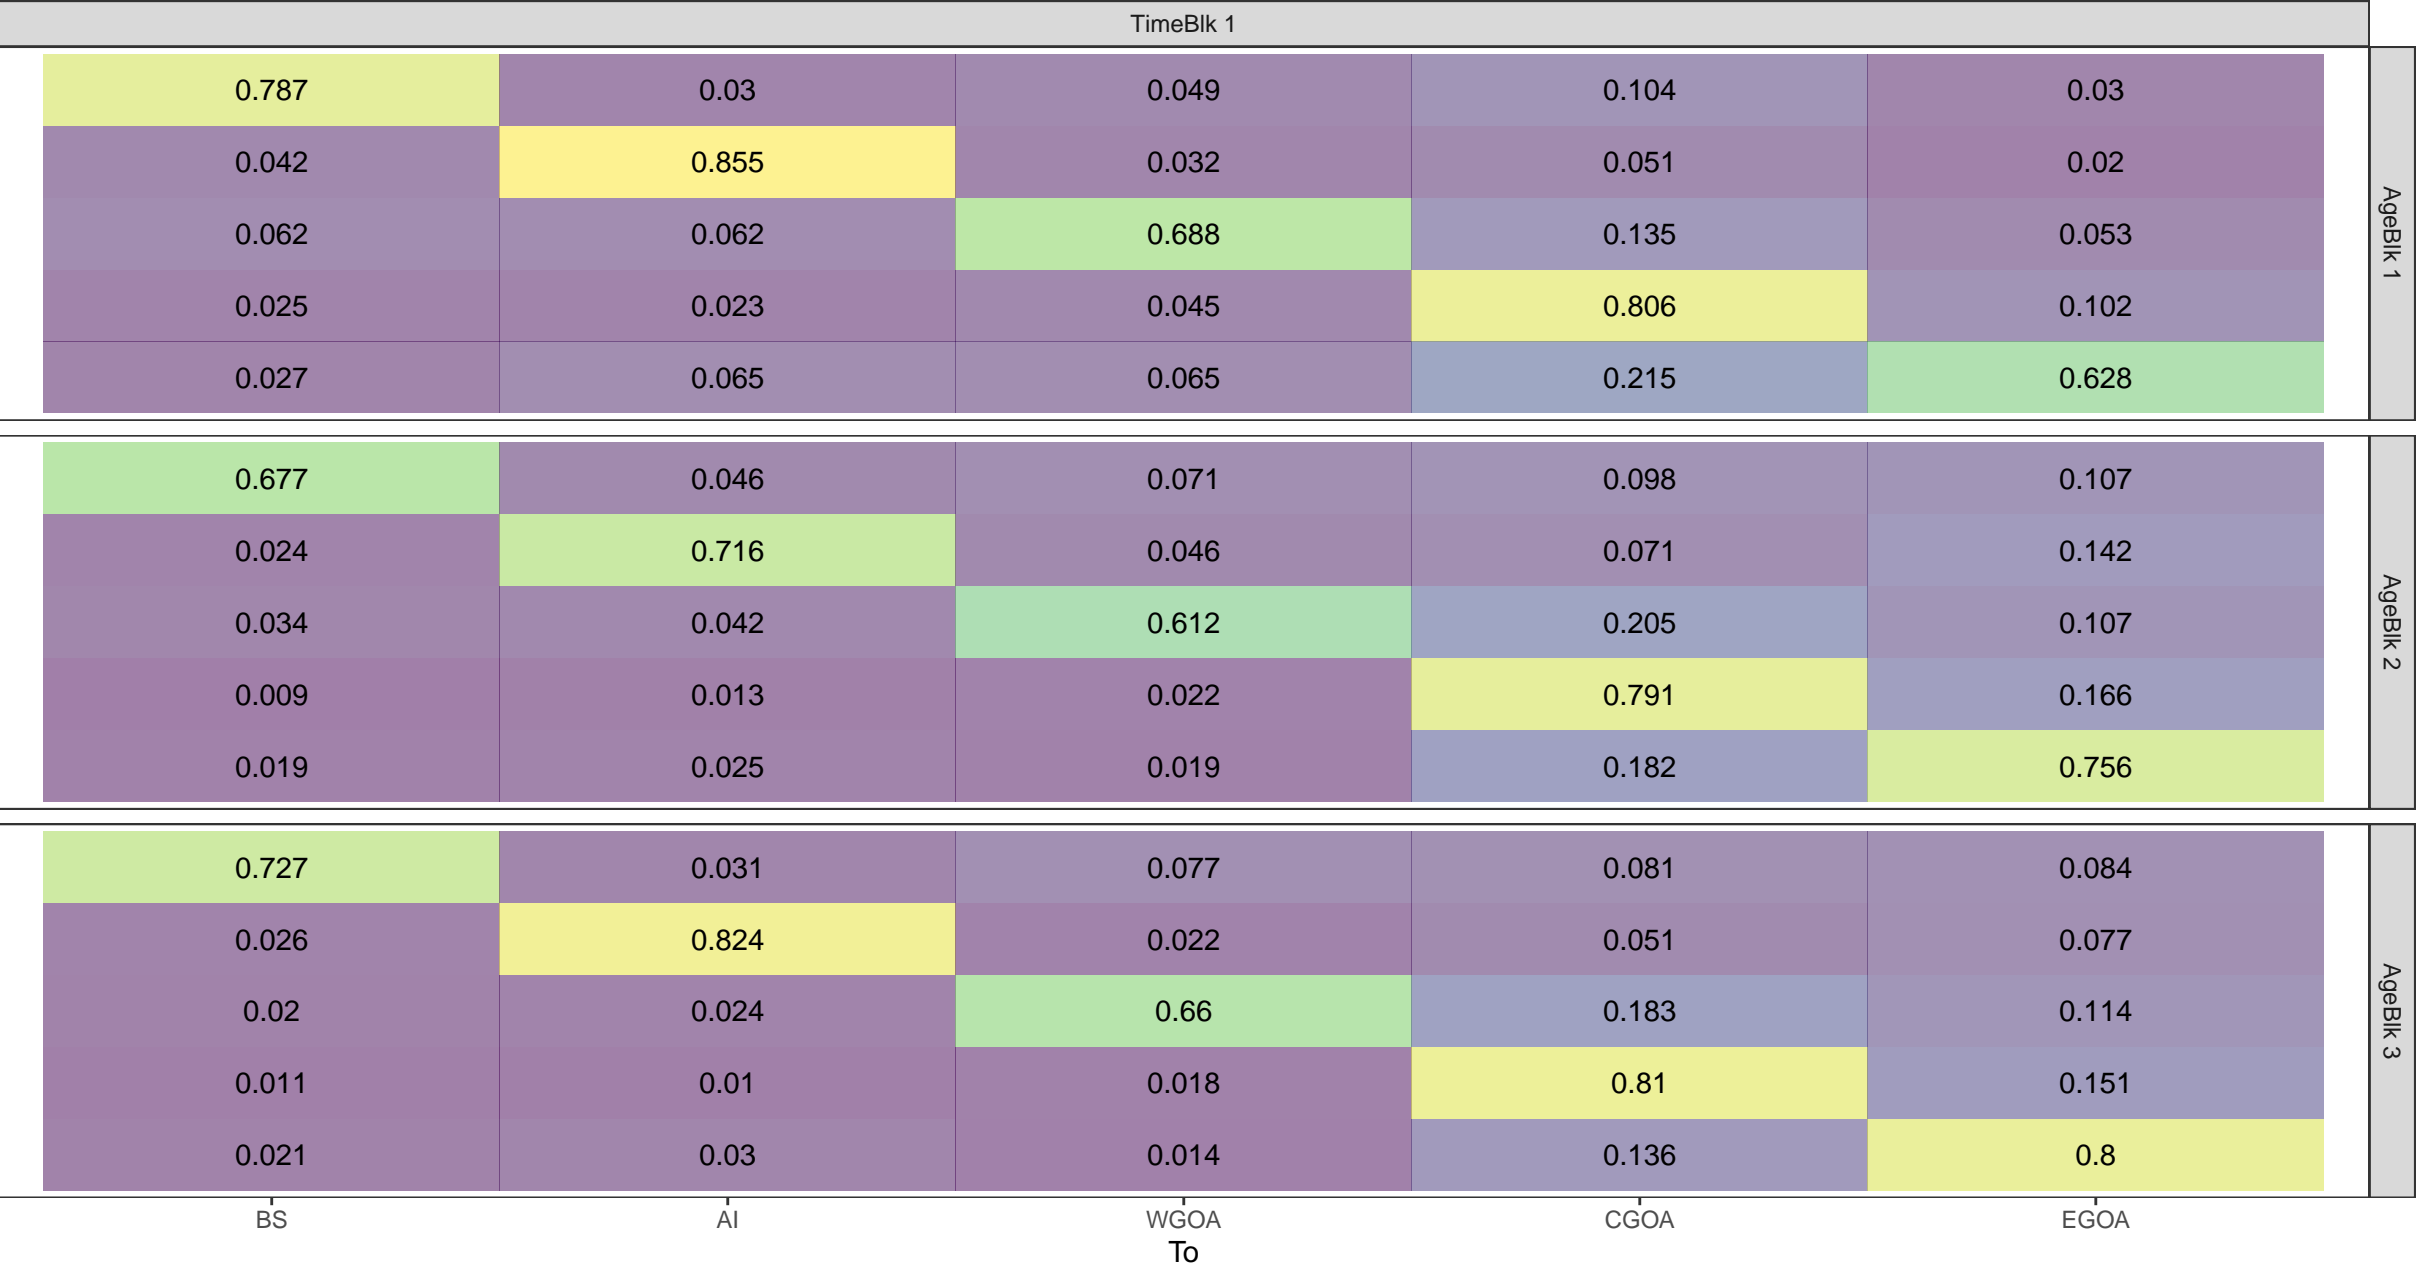 TimeBlk 1
0.787 0.03 0.049 0.104 0.03
0.042 0.855 0.032 0.051 0.02
0.062 0.062 0.688 0.135 0.053
0.025 0.023 0.045 0.806 0.102
0.027 0.065 0.065 0.215 0.628
AgeBlk 1
0.677 0.046 0.071 0.098 0.107
0.024 0.716 0.046 0.071 0.142
0.034 0.042 0.612 0.205 0.107
0.009 0.013 0.022 0.791 0.166
0.019 0.025 0.019 0.182 0.756
AgeBlk 2
0.727 0.031 0.077 0.081 0.084
0.026 0.824 0.022 0.051 0.077
0.02 0.024 0.66 0.183 0.114
0.011 0.01 0.018 0.81 0.151
0.021 0.03 0.014 0.136 0.8
AgeBlk 3
BS AI WGOA CGOA EGOA
To